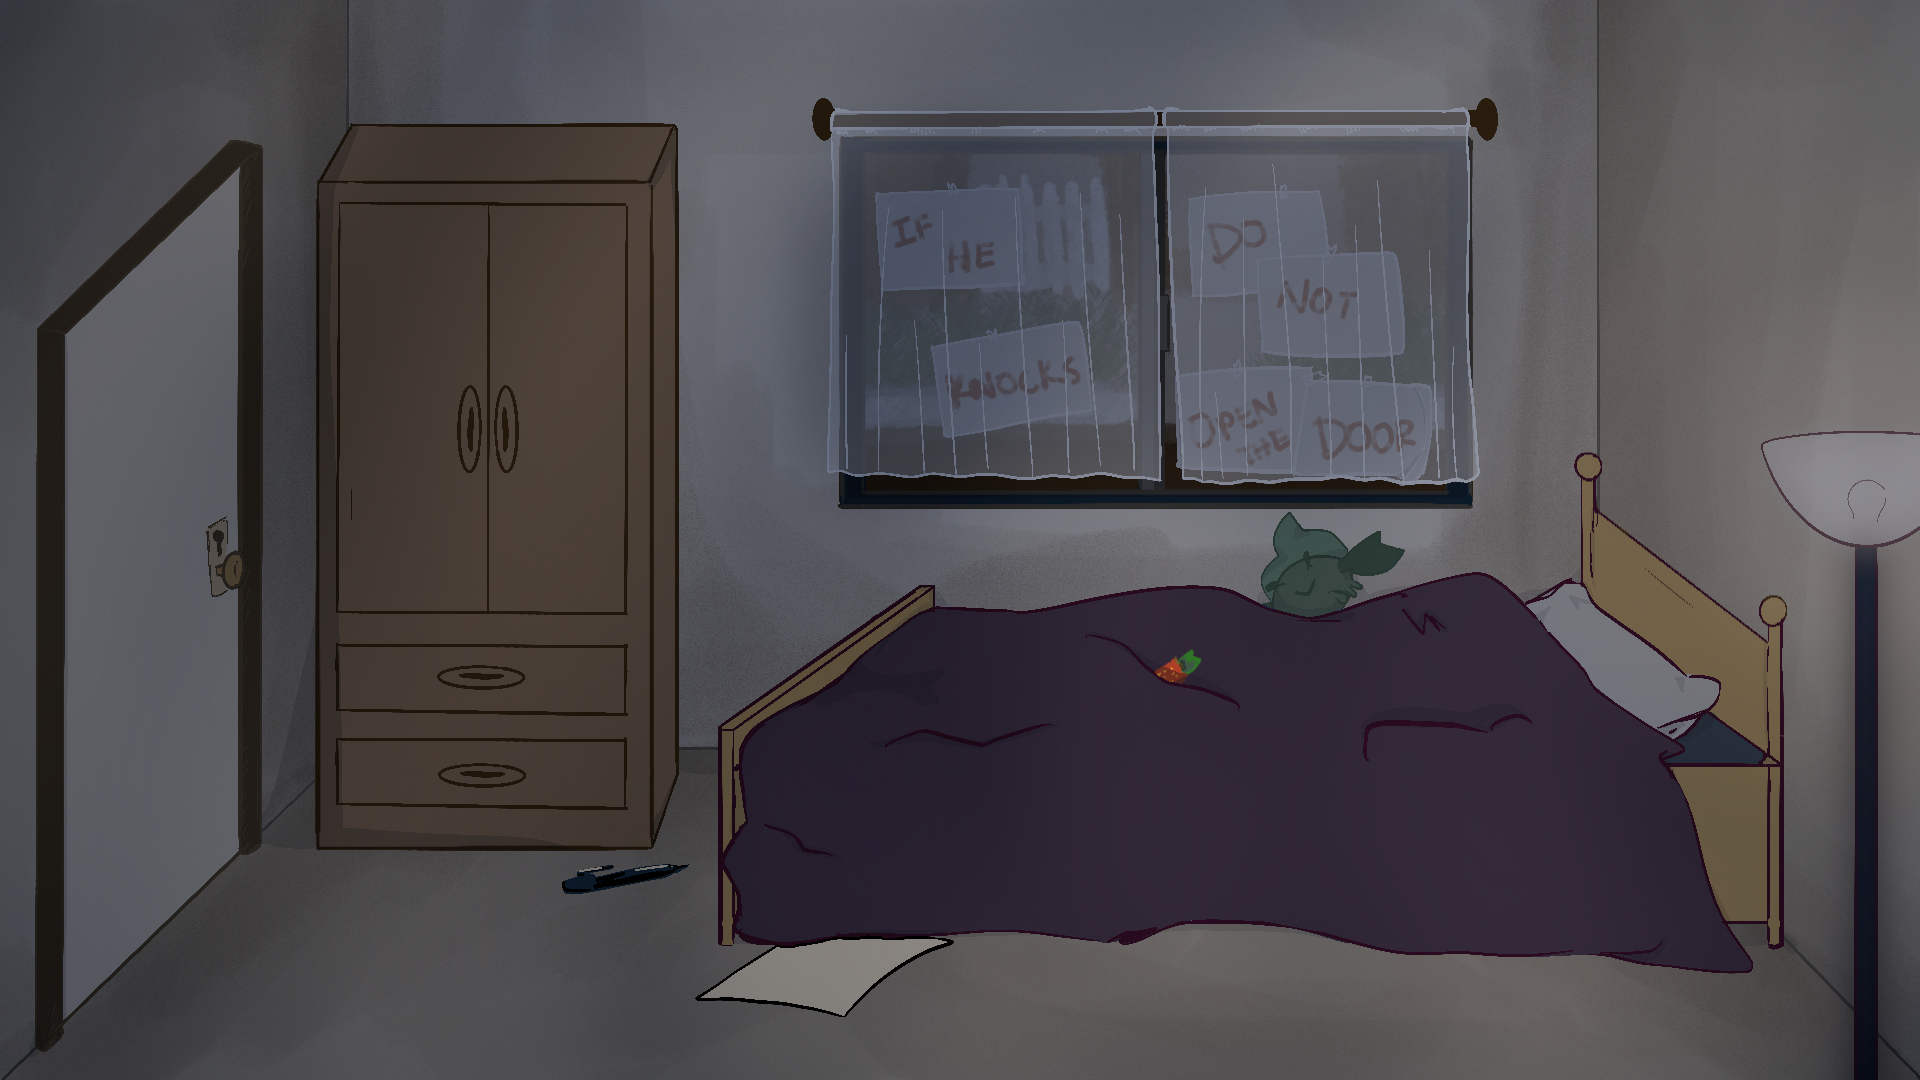 IF
HE
KNOCKS
DO
NOT
OPEN
THE
DOOR